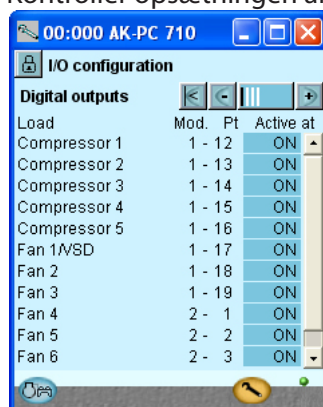 Kontroller opsætningen af
00:000 AK-PC 710
I/O configuration
Digital outputs
Load Mod. Pt Active at
Compressor 1 1 - 12 ON
Compressor 2 1 - 13 ON
Compressor 3 1 - 14 ON
Compressor 4 1 - 15 ON
Compressor 5 1 - 16 ON
Fan 1/VSD 1 - 17 ON
Fan 2 1 - 18 ON
Fan 3 1 - 19 ON
Fan 4 2 - 1 ON
Fan 5 2 - 2 ON
Fan 6 2 - 3 ON